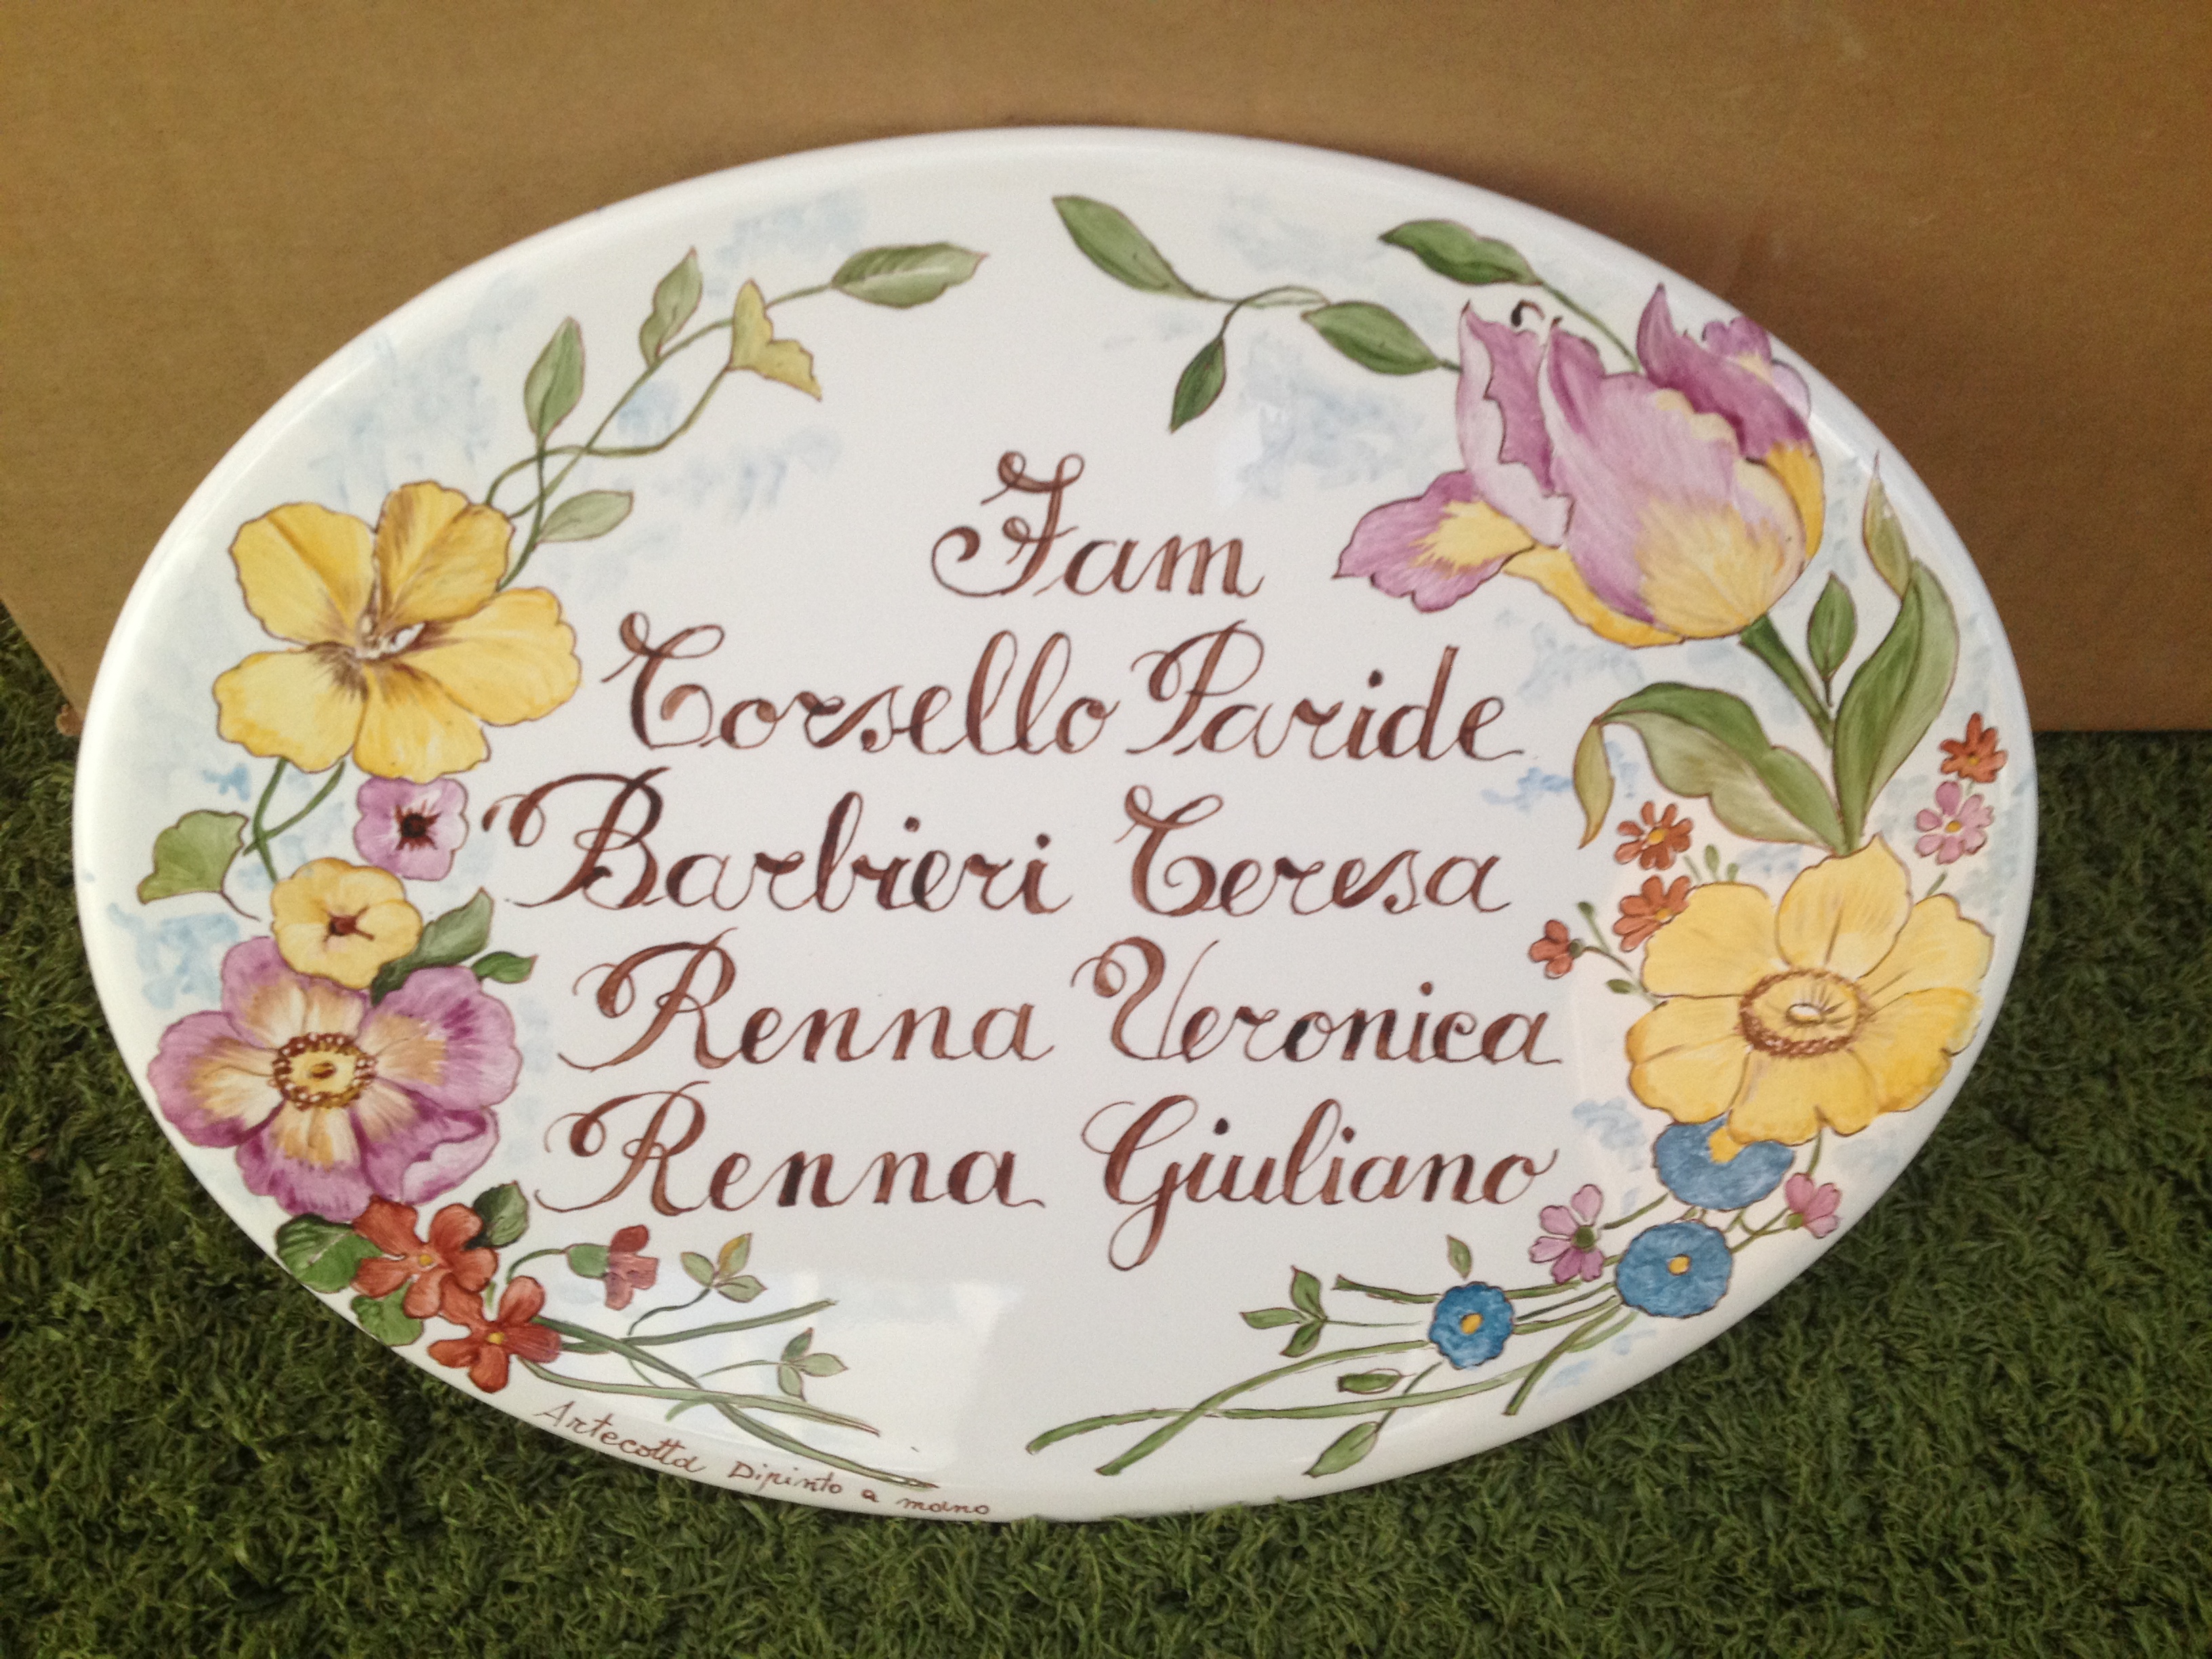 Fam
Corsello Paride
Barbieri Teresa
Renna Veronica
Renna Giuliano
Artecotta Dipinto a mano